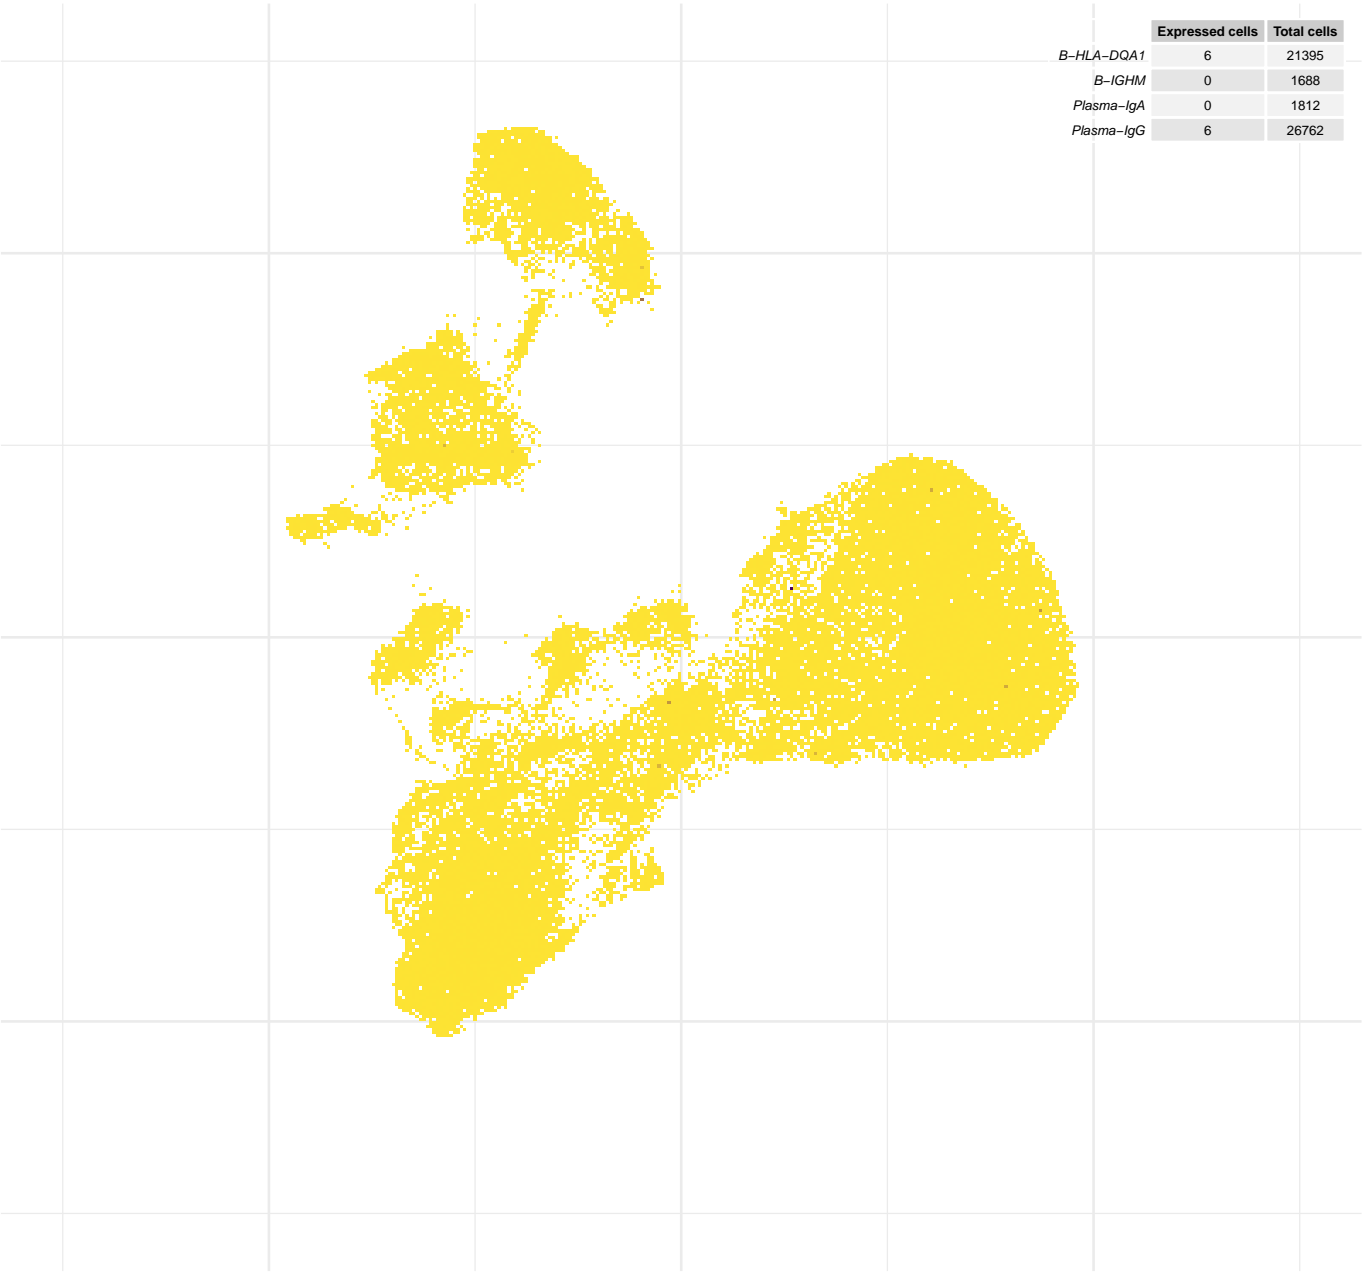 Expressed cells Total cells
B−HLA−DQA1 6 21395
B−IGHM 0 1688
Plasma−IgA 0 1812
Plasma−IgG 6 26762